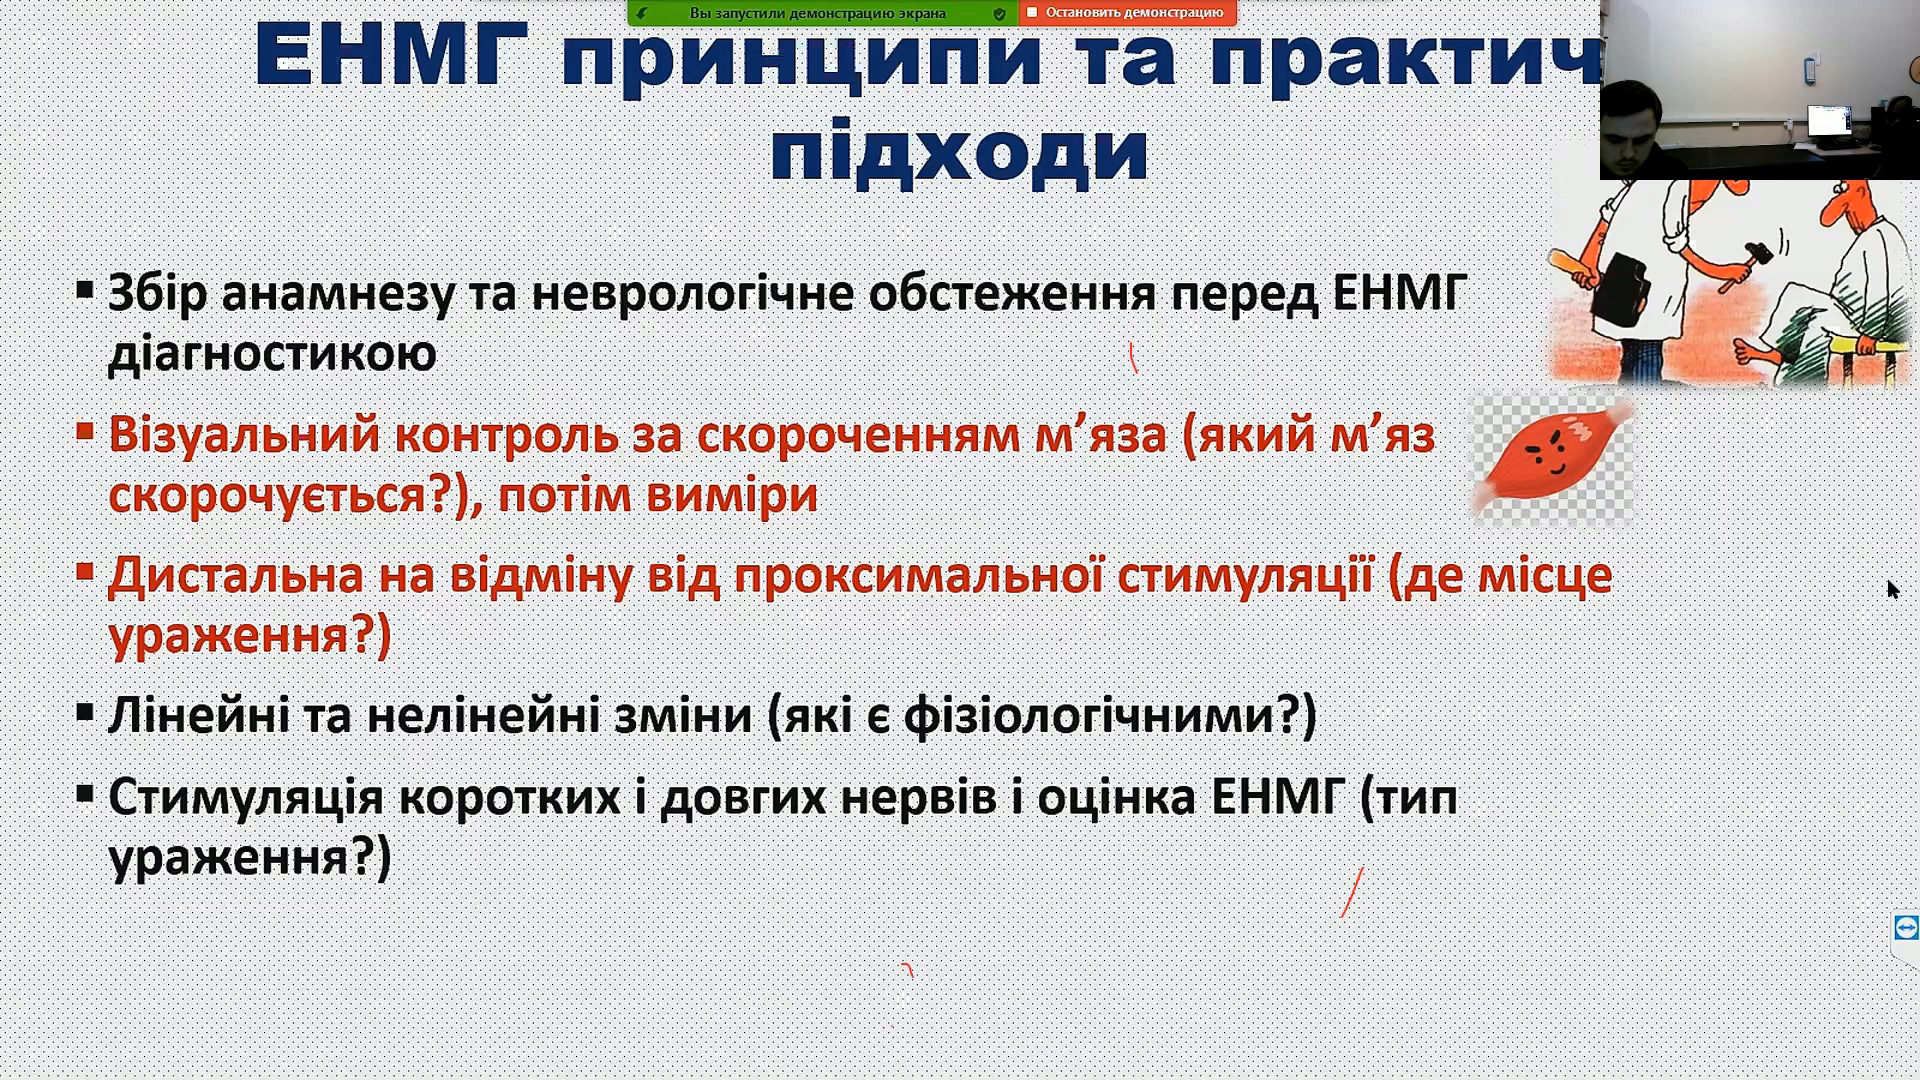 Вы запустили демонстрацию экрана
Остановить демонстрацию
ЕНМГ принципи та практич
підходи
▪ Збір анамнезу та неврологічне обстеження перед ЕНМГ
діагностикою
▪ Візуальний контроль за скороченням м’яза (який м’яз
скорочується?), потім виміри
▪ Дистальна на відміну від проксимальної стимуляції (де місце
ураження?)
▪ Лінейні та нелінейні зміни (які є фізіологічними?)
▪ Стимуляція коротких і довгих нервів і оцінка ЕНМГ (тип
ураження?)